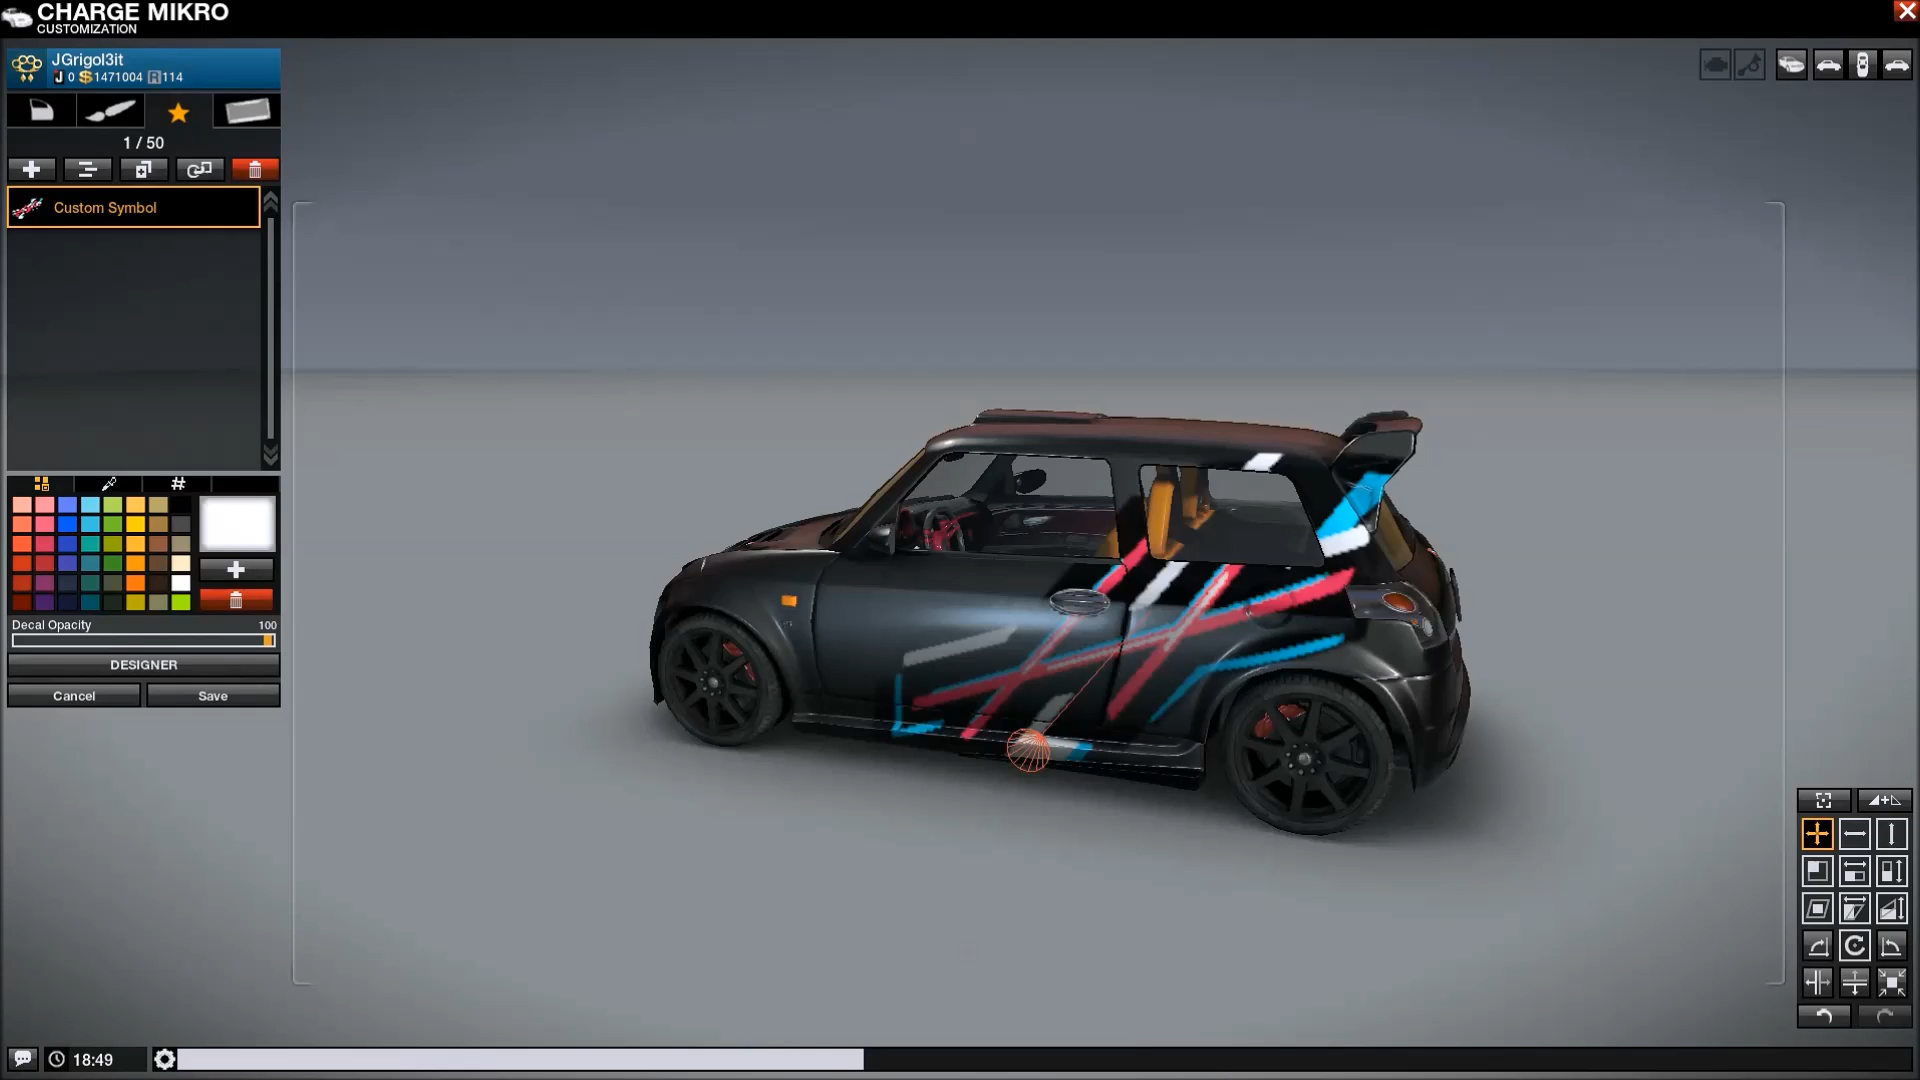 CHARGE MIKRO
CUSTOMIZATION
JGrigol3it
J 0 $1471004 R 114
1 / 50
Custom Symbol
#
Decal Opacity 100
DESIGNER
Cancel Save
18:49